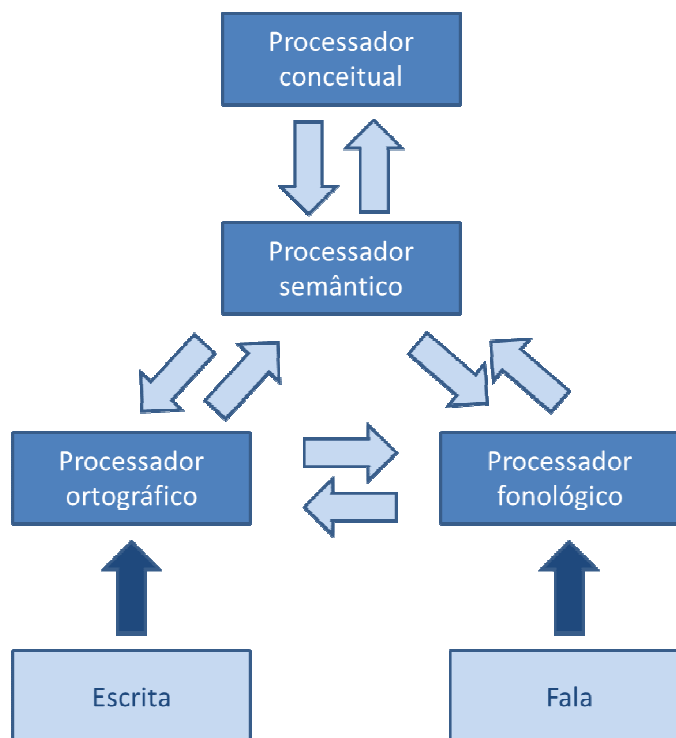 Processador
conceitual
Processador
semântico
Processador
ortográfico
Processador
fonológico
Escrita
Fala